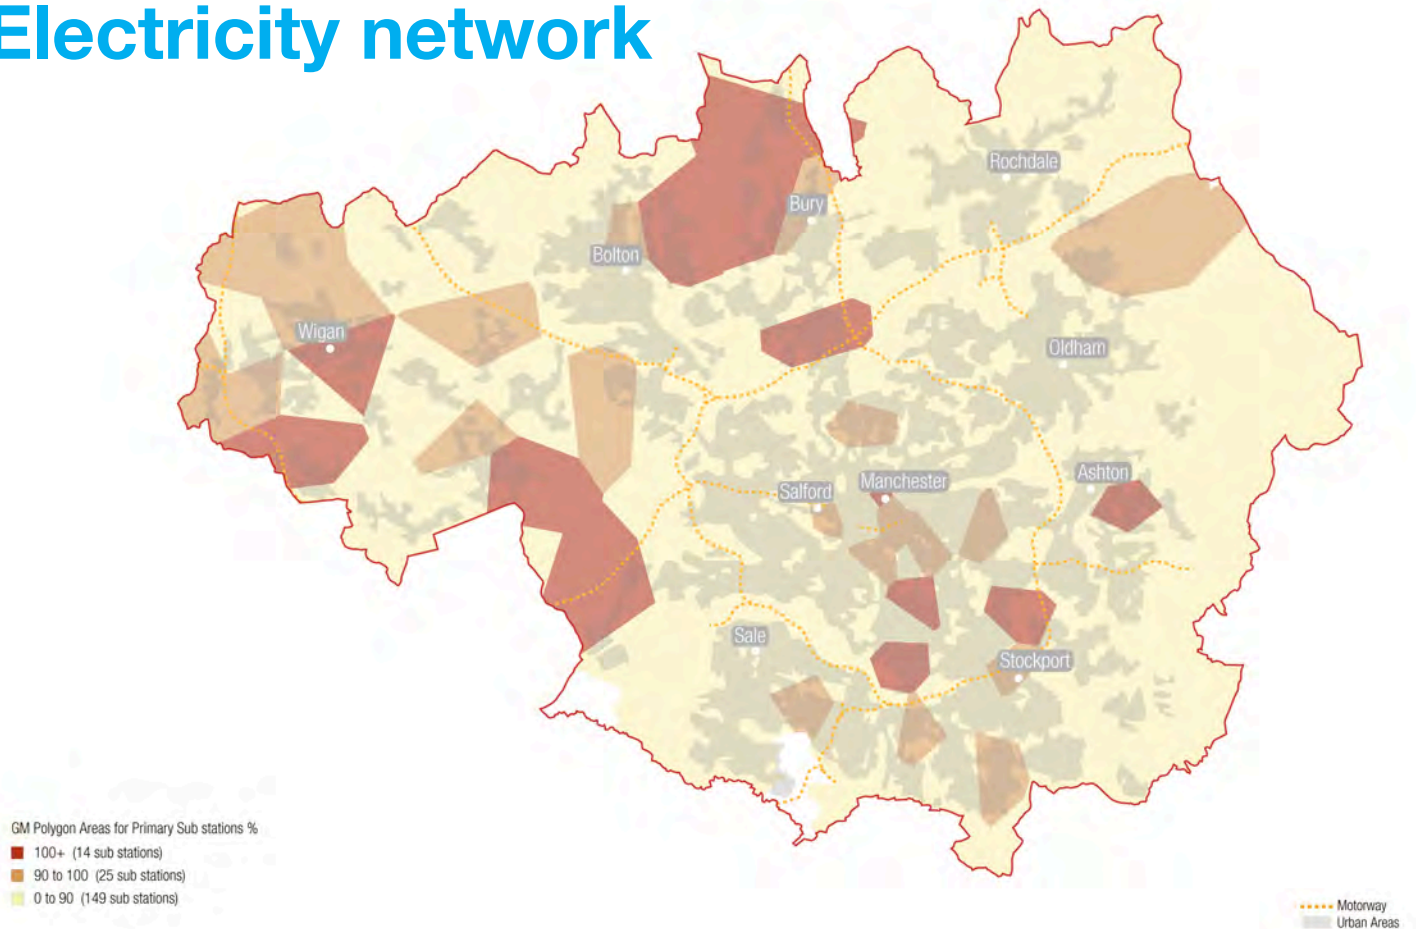 Electricity network
Rochdale
Bury
Bolton
Wigan
Oldham
Ashton
Manchester
Salford
Sale
Stockport
GM Polygon Areas for Primary Sub stations %
100+ (14 sub stations)
90 to 100 (25 sub stations)
0 to 90 (149 sub stations)
Motorway
Urban Areas